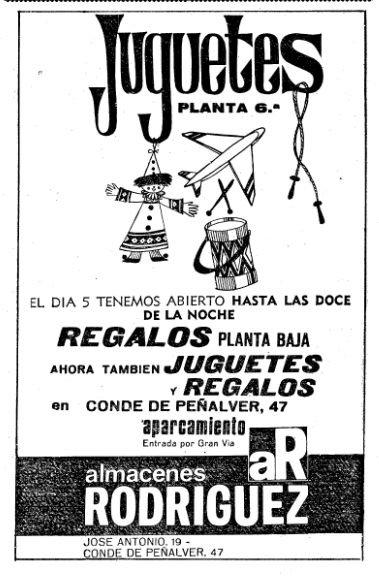 Juguetes
PLANTA 6.ª
EL DIA 5 TENEMOS ABIERTO HASTA LAS DOCE
DE LA NOCHE
REGALOS PLANTA BAJA
AHORA TAMBIEN JUGUETES
Y REGALOS
en CONDE DE PEÑALVER, 47
aparcamiento
Entrada por Gran Via
aR
almacenes
RODRIGUEZ
JOSE ANTONIO, 19 -
CONDE DE PEÑALVER, 47